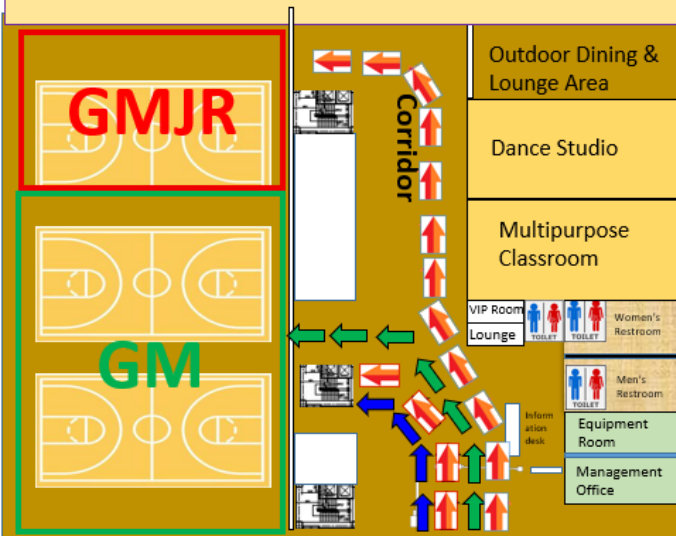 GMJR
GM
Corridor
Outdoor Dining &
Lounge Area
Dance Studio
Multipurpose
Classroom
VIP Room
Lounge
TOILET
TOILET
Women's
Restroom
TOILET
Men's
Restroom
Inform
ation
desk
Equipment
Room
Management
Office